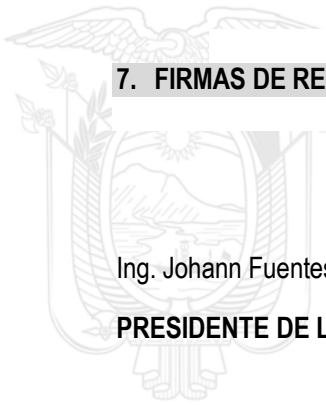 7. FIRMAS DE RE
Ing. Johann Fuentes
PRESIDENTE DE L